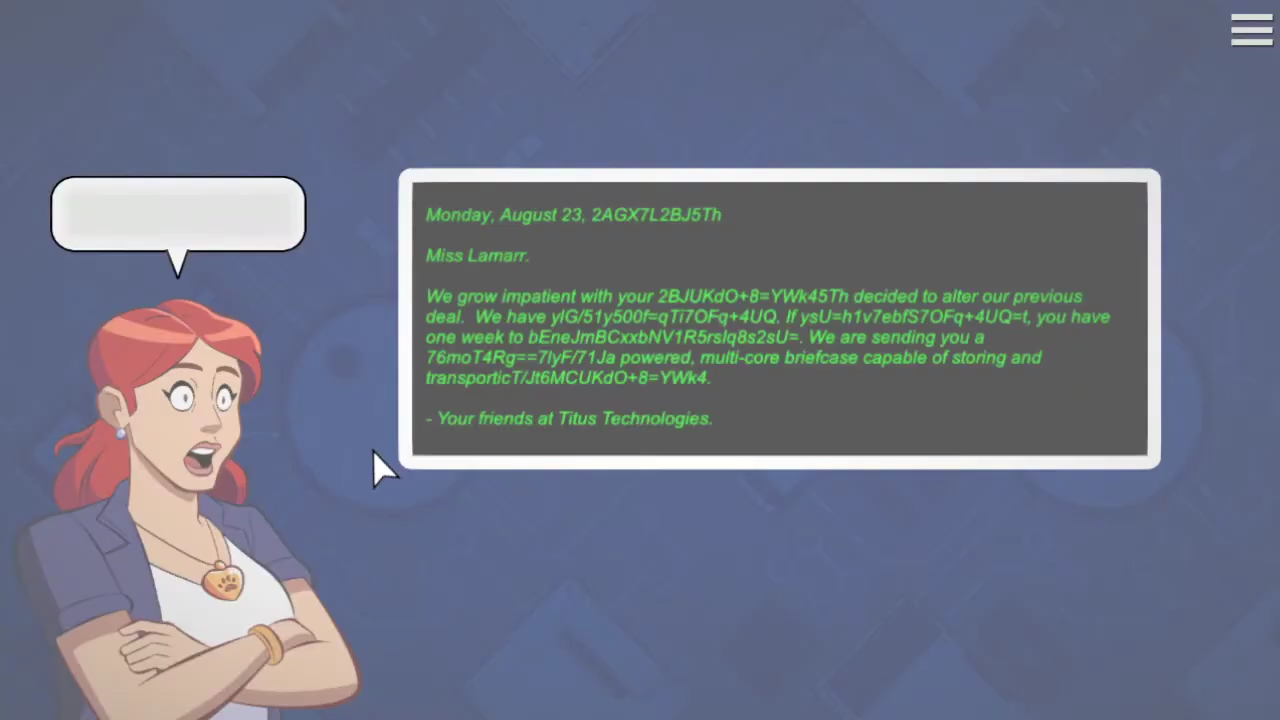 Monday, August 23, 2AGX7L2BJ5Th
Miss Lamarr.
We grow impatient with your 2BJUKdO+8=YWk45Th decided to alter our previous
deal. We have yIG/51y500f=qTi7OFq+4UQ. If ysU=h1v7ebfS7OFq+4UQ=t, you have
one week to bEneJmBCxxbNV1R5rsIq8s2sU=. We are sending you a
76moT4Rg==7IyF/71Ja powered, multi-core briefcase capable of storing and
transporticT/Jt6MCUKdO+8=YWk4.
- Your friends at Titus Technologies.